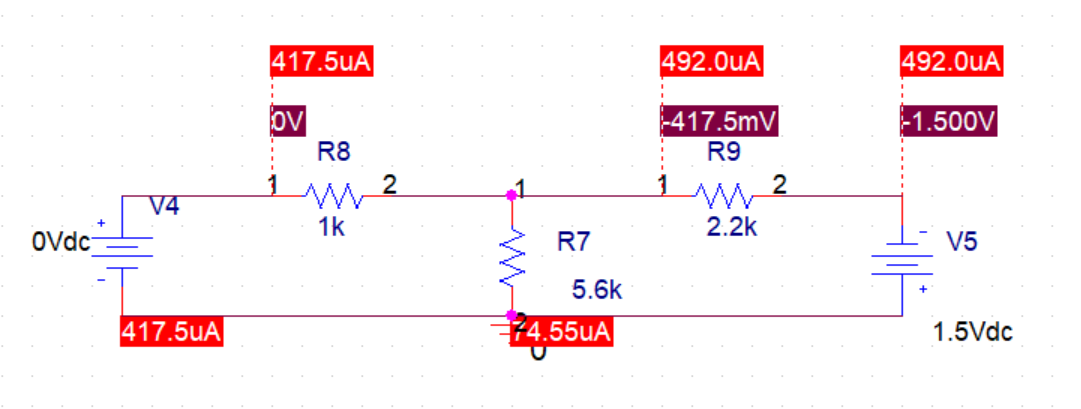 417.5uA
492.0uA
492.0uA
0V
-417.5mV
-1.500V
R8
R9
1
2
1
1
2
V4
1k
2.2k
+
-
0Vdc
R7
V5
-
+
5.6k
417.5uA
2
74.55uA
1.5Vdc
0